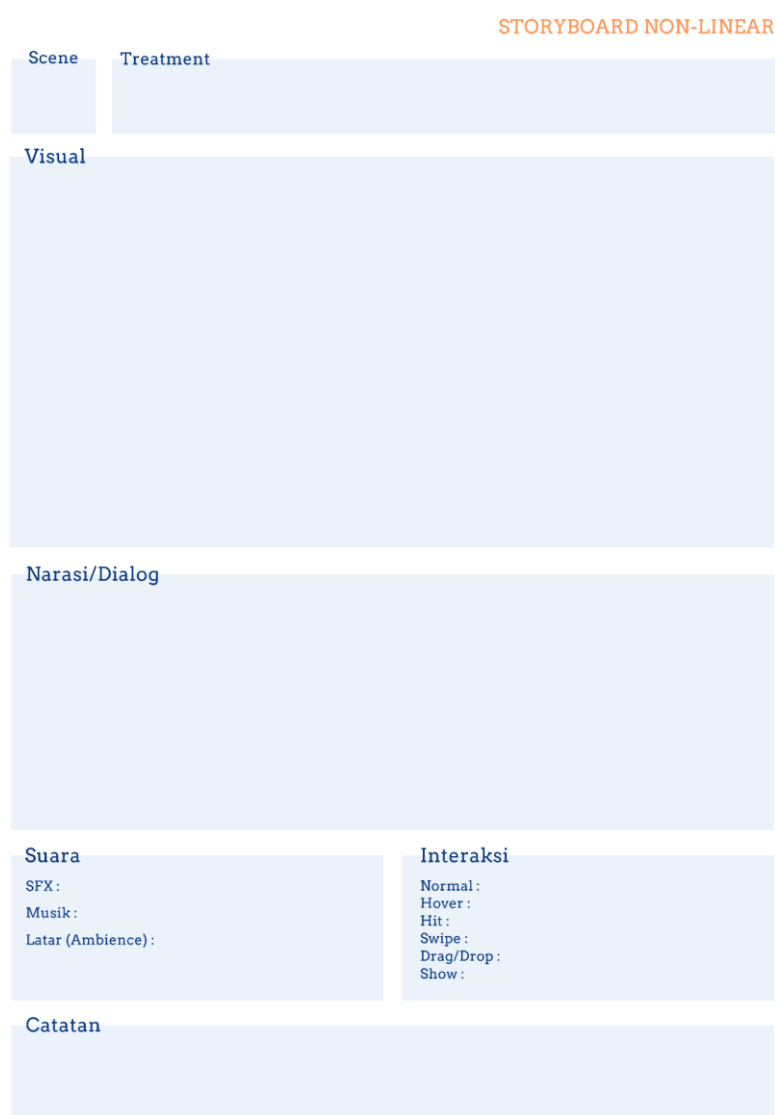 STORYBOARD NON-LINEAR
Scene
Treatment
Visual
Narasi/Dialog
Suara
SFX :
Musik :
Latar (Ambience) :
Interaksi
Normal :
Hover :
Hit :
Swipe :
Drag/Drop :
Show :
Catatan